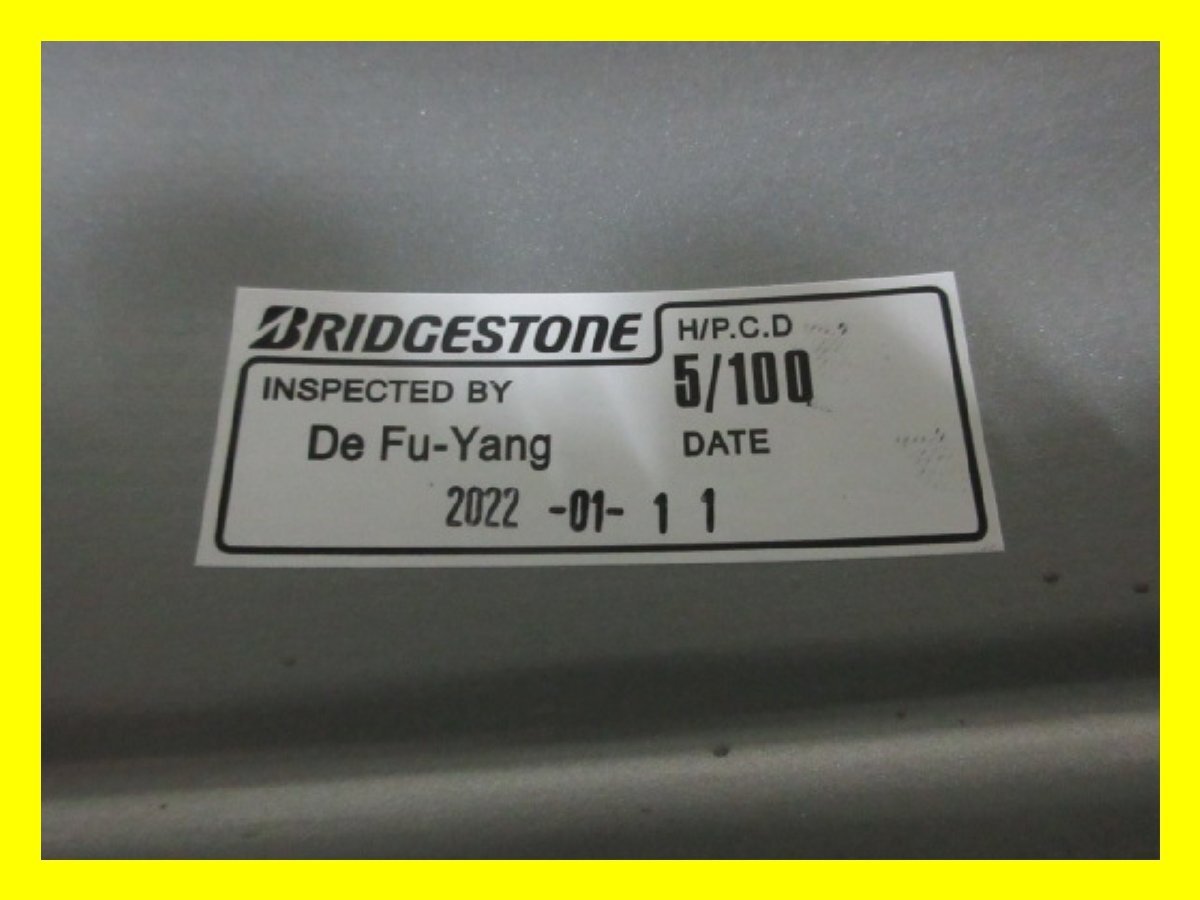 BRIDGESTONE
H/P.C.D
5/100
INSPECTED BY
De Fu-Yang
DATE
2022 -01- 1 1